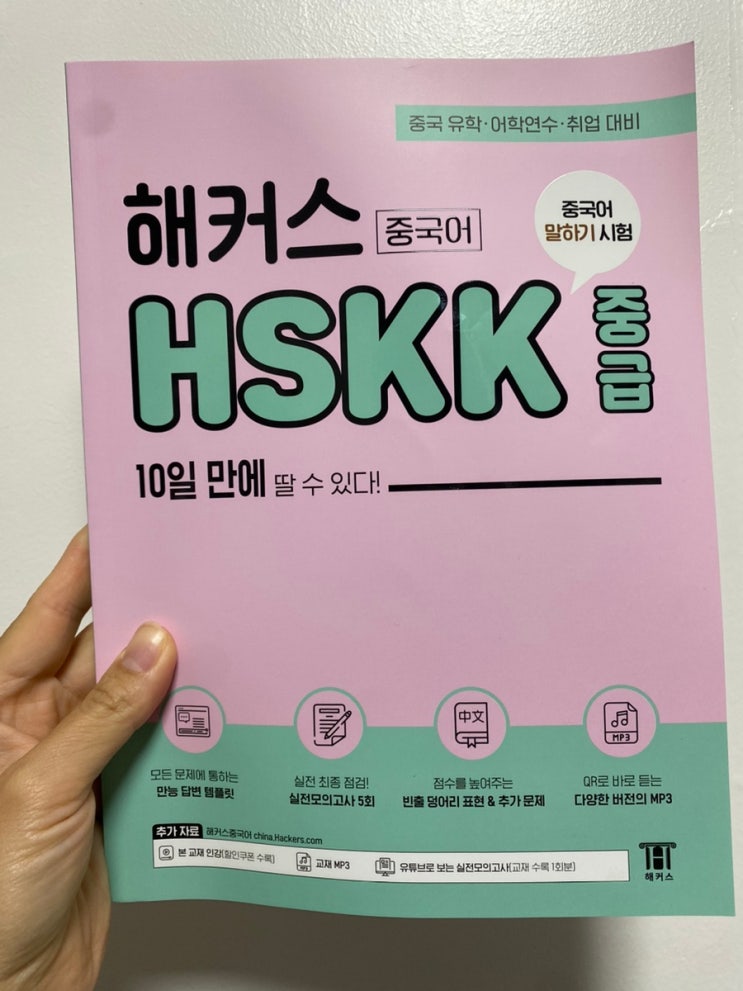 중국 유학·어학연수·취업 대비
해커스 중국어
중국어
말하기 시험
HSKK 중급
10일 만에 딸 수 있다!
中文
MP3
모든 문제에 통하는
만능 답변 템플릿
실전 최종 점검!
실전모의고사 5회
점수를 높여주는
빈출 덩어리 표현 & 추가 문제
QR로 바로 듣는
다양한 버전의 MP3
추가 자료 해커스중국어 china.Hackers.com
본 교재 인강(할인쿠폰 수록) 교재 MP3 유튜브로 보는 실전모의고사(교재 수록 1회분)
해커스